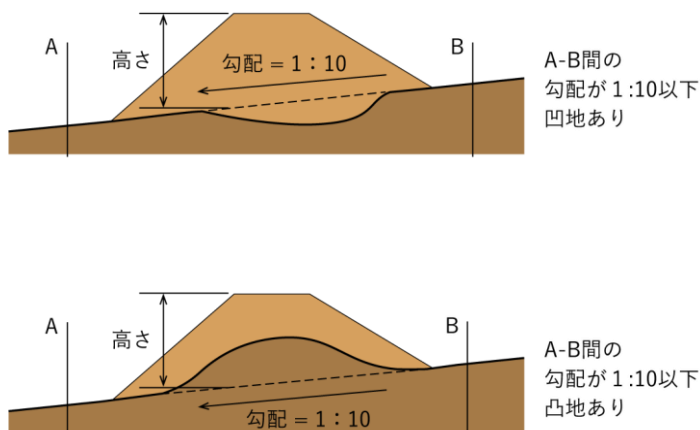 A
高さ
勾配 = 1：10
B
A-B間の
勾配が 1 :10以下
凹地あり
A
高さ
勾配 = 1：10
B
A-B間の
勾配が 1 :10以下
凸地あり